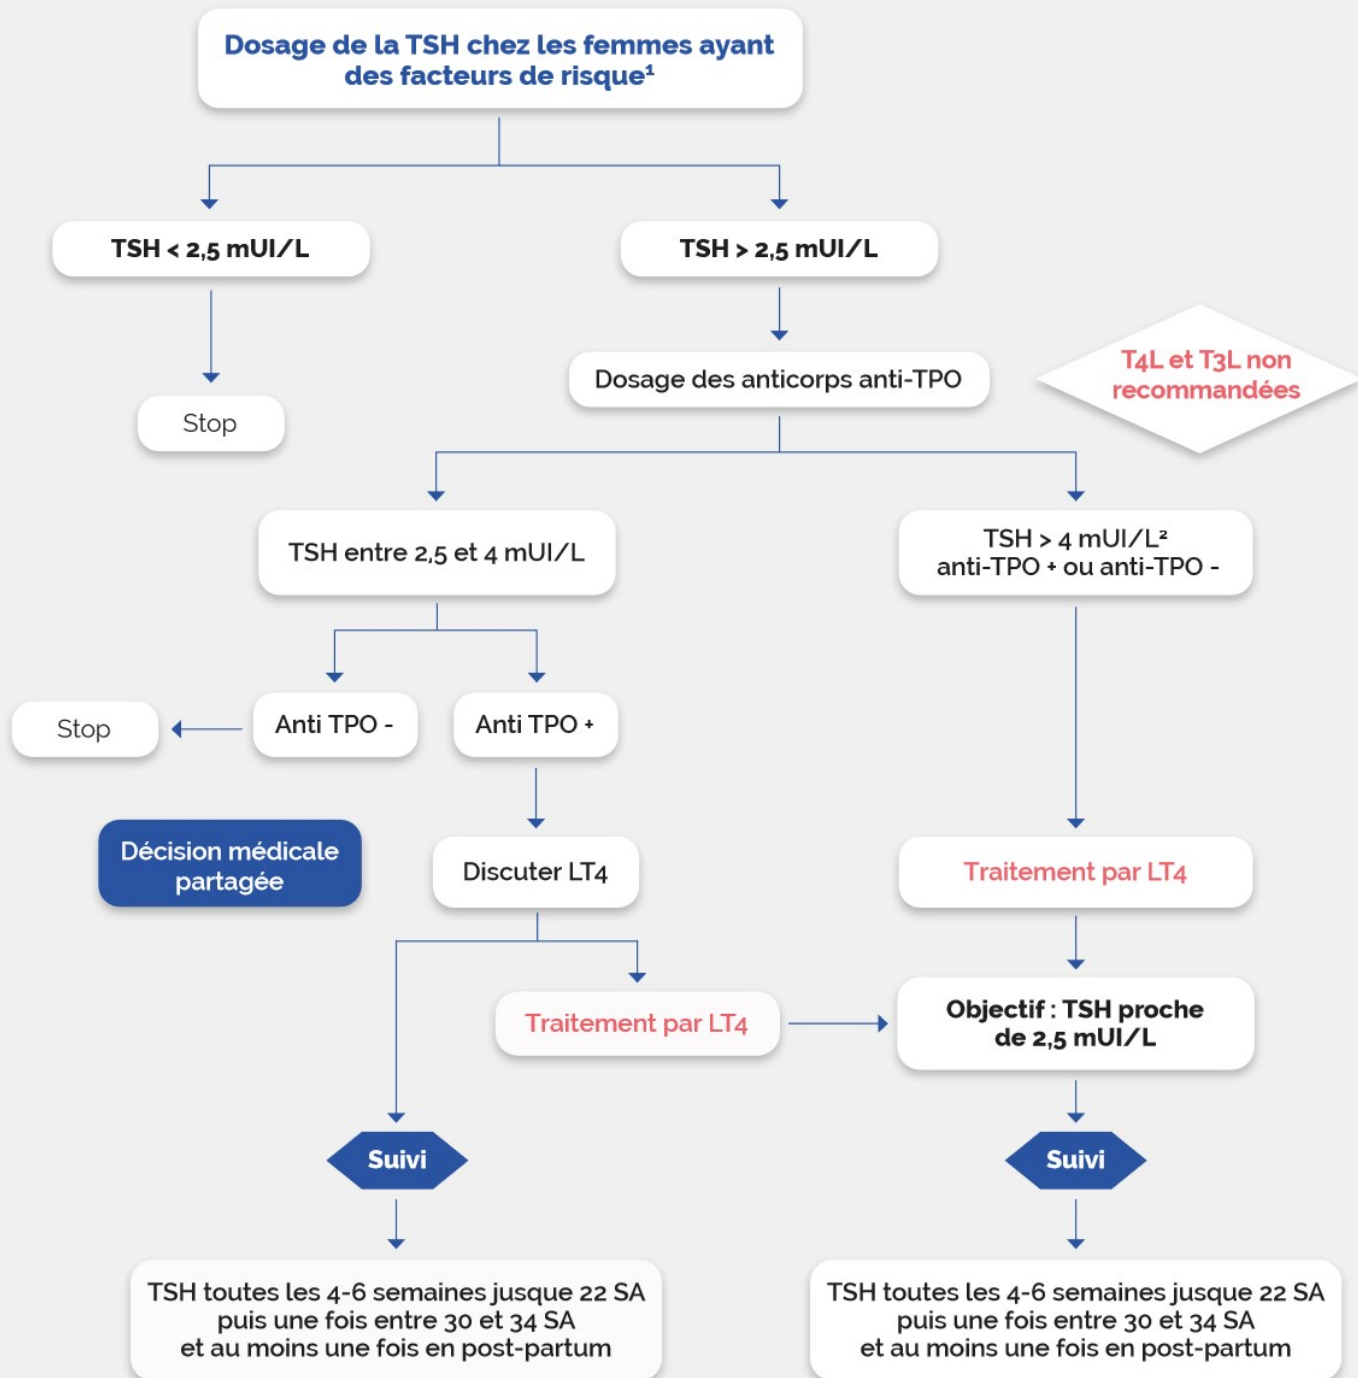 Dosage de la TSH chez les femmes ayant
des facteurs de risque¹
TSH < 2,5 mUI/L
TSH > 2,5 mUI/L
Dosage des anticorps anti-TPO
T4L et T3L non
recommandées
Stop
TSH entre 2,5 et 4 mUI/L
TSH > 4 mUI/L²
anti-TPO + ou anti-TPO -
Stop
Anti TPO -
Anti TPO +
Décision médicale
partagée
Discuter LT4
Traitement par LT4
Traitement par LT4
Objectif : TSH proche
de 2,5 mUI/L
Suivi
Suivi
TSH toutes les 4-6 semaines jusque 22 SA
puis une fois entre 30 et 34 SA
et au moins une fois en post-partum
TSH toutes les 4-6 semaines jusque 22 SA
puis une fois entre 30 et 34 SA
et au moins une fois en post-partum